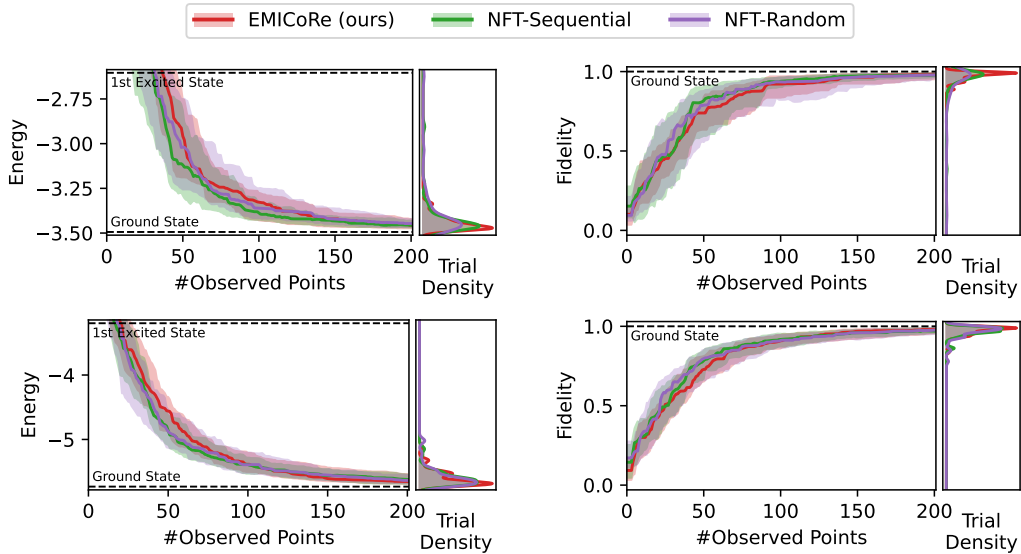 EMICoRe (ours) NFT-Sequential NFT-Random
1st Excited State
Ground State
−2.75
−3.00
−3.25
−3.50
Energy
0 50 100 150 200
#Observed Points
Trial
Density
Ground State
1.0
0.5
0.0
Fidelity
0 50 100 150 200
#Observed Points
Trial
Density
1st Excited State
Ground State
−4
−5
Energy
0 50 100 150 200
#Observed Points
Trial
Density
Ground State
1.0
0.5
0.0
Fidelity
0 50 100 150 200
#Observed Points
Trial
Density